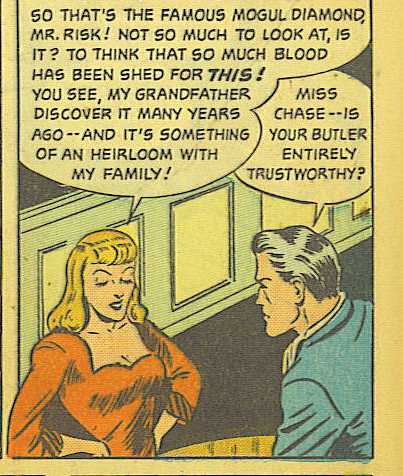 SO THAT'S THE FAMOUS MOGUL DIAMOND,
MR. RISK! NOT SO MUCH TO LOOK AT, IS
IT? TO THINK THAT SO MUCH BLOOD
HAS BEEN SHED FOR THIS!
YOU SEE, MY GRANDFATHER
DISCOVER IT MANY YEARS
AGO--AND IT'S SOMETHING
OF AN HEIRLOOM WITH
MY FAMILY!
MISS
CHASE--IS
YOUR BUTLER
ENTIRELY
TRUSTWORTHY?